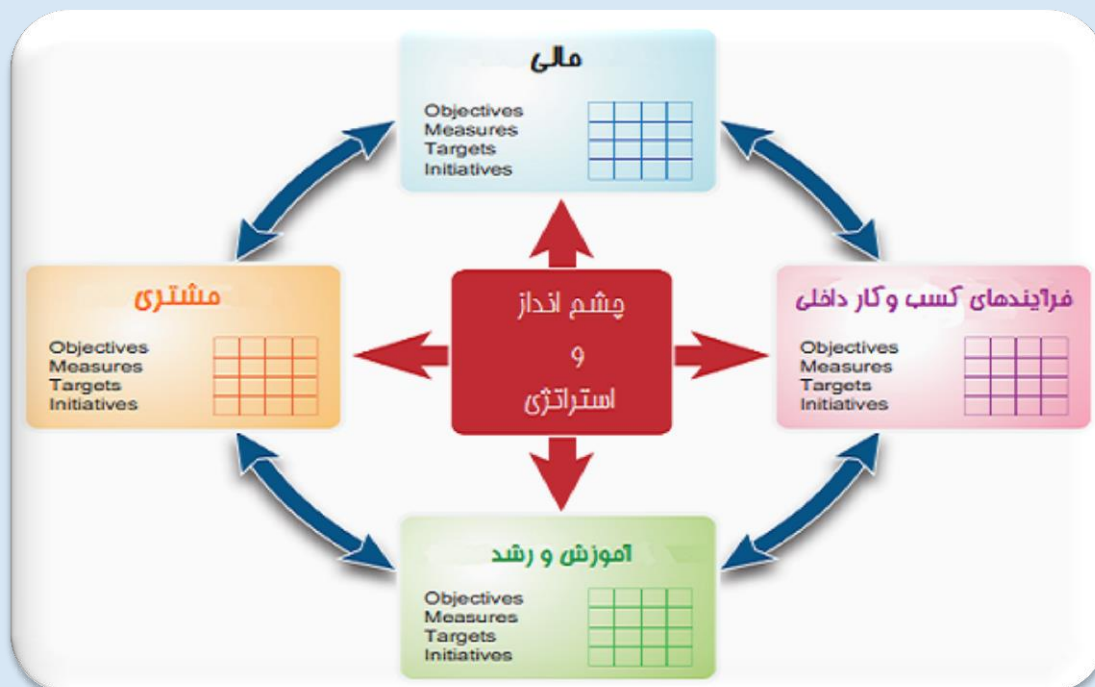 مالی
Objectives
Measures
Targets
Initiatives
مشتری
Objectives
Measures
Targets
Initiatives
چشم انداز
و
استراتژی
فرآیندهای کسب و کار داخلی
Objectives
Measures
Targets
Initiatives
آموزش و رشد
Objectives
Measures
Targets
Initiatives